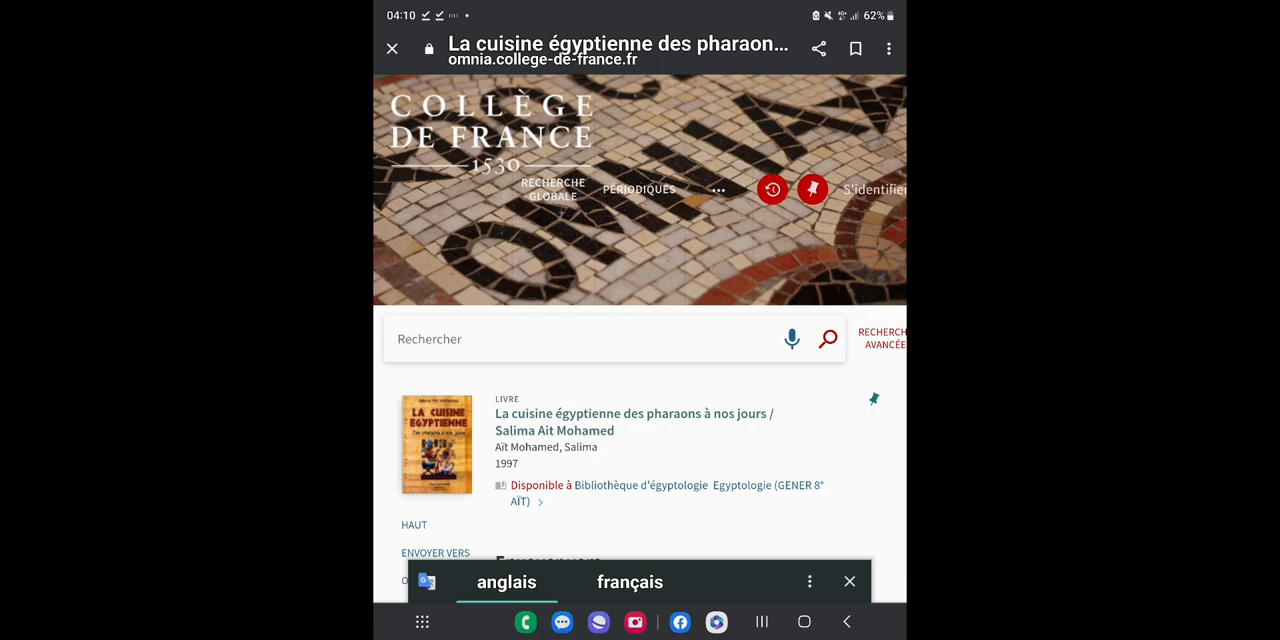 04:10
62%
La cuisine égyptienne des pharaon...
omnia.college-de-france.fr
COLLÈGE
DE FRANCE
1530
RECHERCHE
GLOBALE
PÉRIODIQUES
S'identifier
Rechercher
RECHERCH
AVANCÉE
LA CUISINE
EGYPTIENNE
LIVRE
La cuisine égyptienne des pharaons à nos jours /
Salima Ait Mohamed
Aït Mohamed, Salima
1997
Disponible à Bibliothèque d'égyptologie Egyptologie (GENER 8°
AÏT) >
HAUT
ENVOYER VERS
anglais français